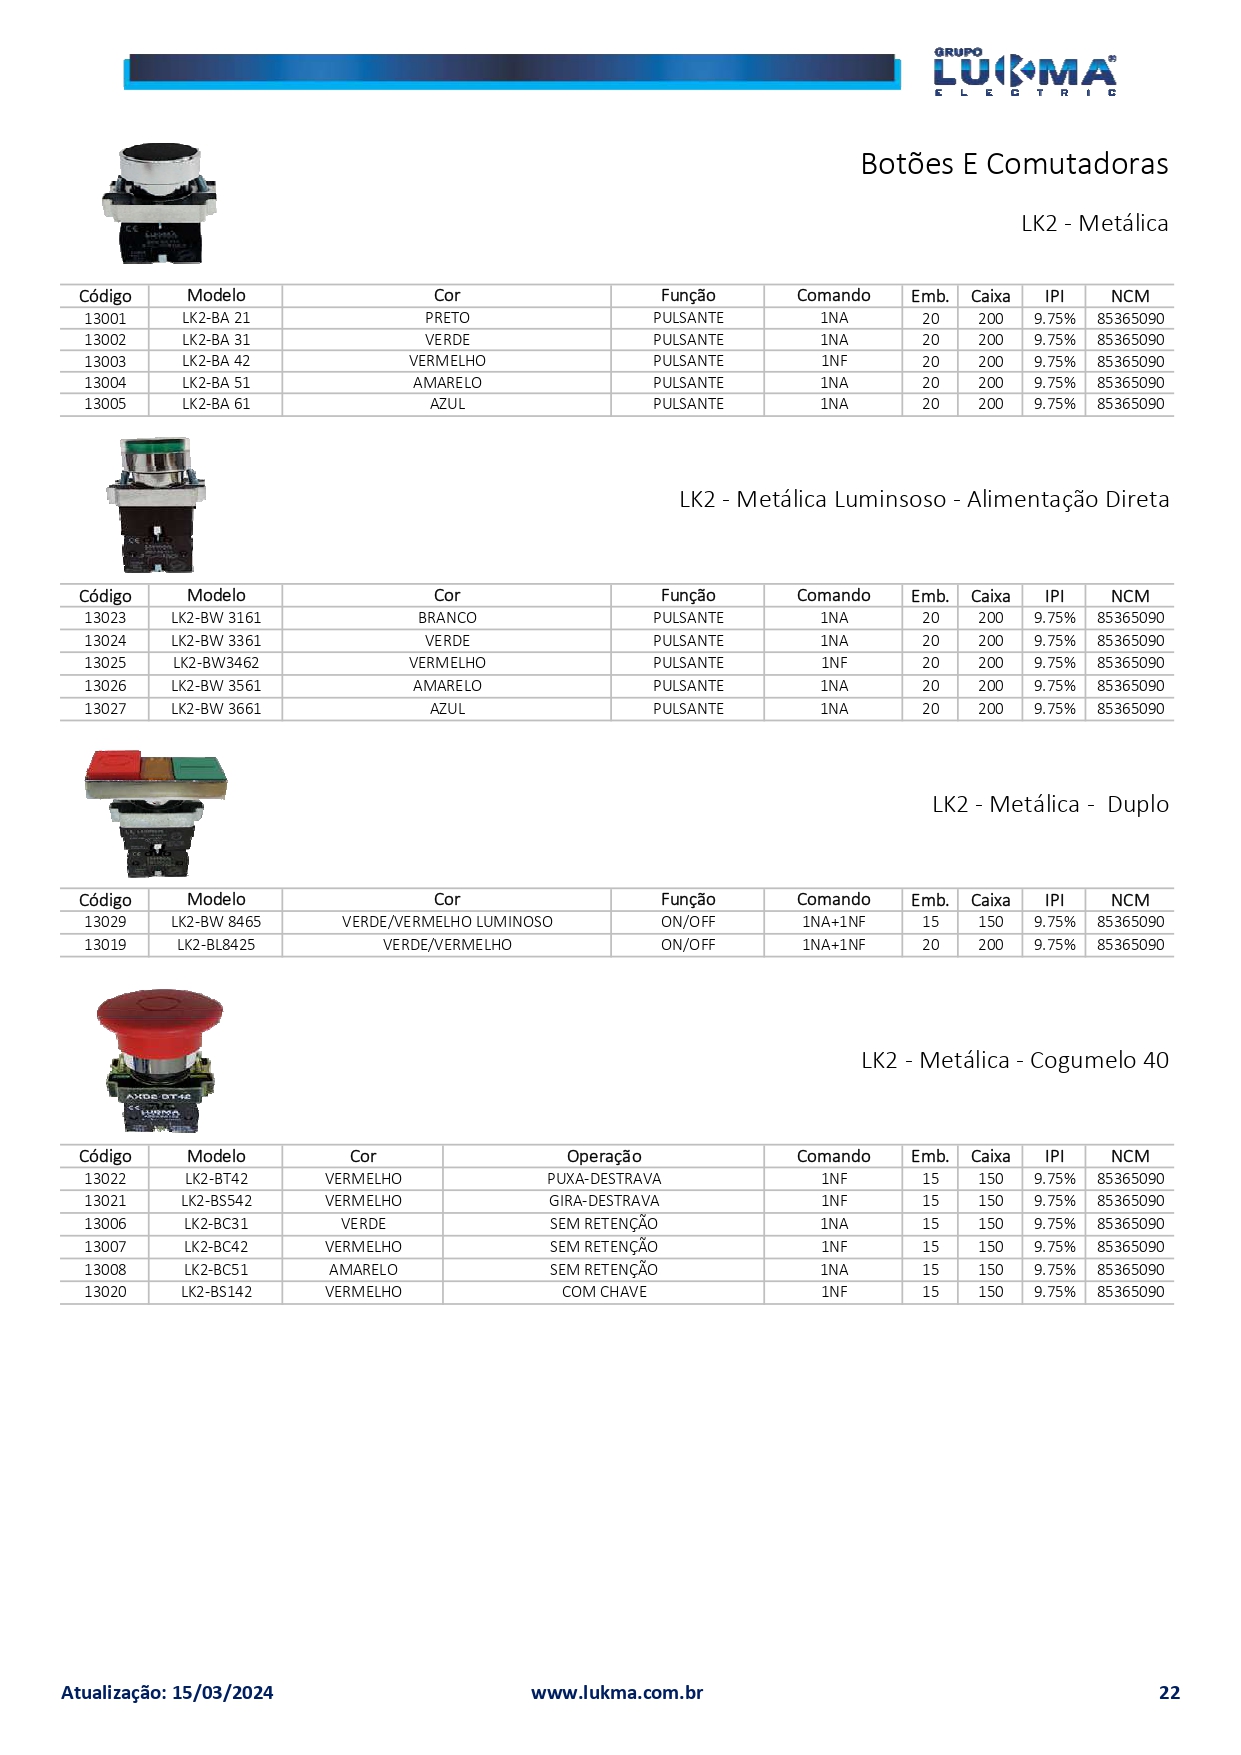 GRUPO
LUKMA®
ELECTRIC
Botões E Comutadoras
LK2 - Metálica
Código Modelo Cor Função Comando Emb. Caixa IPI NCM
13001 LK2-BA 21 PRETO PULSANTE 1NA 20 200 9.75% 85365090
13002 LK2-BA 31 VERDE PULSANTE 1NA 20 200 9.75% 85365090
13003 LK2-BA 42 VERMELHO PULSANTE 1NF 20 200 9.75% 85365090
13004 LK2-BA 51 AMARELO PULSANTE 1NA 20 200 9.75% 85365090
13005 LK2-BA 61 AZUL PULSANTE 1NA 20 200 9.75% 85365090
LK2 - Metálica Luminsoso - Alimentação Direta
Código Modelo Cor Função Comando Emb. Caixa IPI NCM
13023 LK2-BW 3161 BRANCO PULSANTE 1NA 20 200 9.75% 85365090
13024 LK2-BW 3361 VERDE PULSANTE 1NA 20 200 9.75% 85365090
13025 LK2-BW3462 VERMELHO PULSANTE 1NF 20 200 9.75% 85365090
13026 LK2-BW 3561 AMARELO PULSANTE 1NA 20 200 9.75% 85365090
13027 LK2-BW 3661 AZUL PULSANTE 1NA 20 200 9.75% 85365090
LK2 - Metálica - Duplo
Código Modelo Cor Função Comando Emb. Caixa IPI NCM
13029 LK2-BW 8465 VERDE/VERMELHO LUMINOSO ON/OFF 1NA+1NF 15 150 9.75% 85365090
13019 LK2-BL8425 VERDE/VERMELHO ON/OFF 1NA+1NF 20 200 9.75% 85365090
AXD2-BT42
LUKMA
LK2 - Metálica - Cogumelo 40
Código Modelo Cor Operação Comando Emb. Caixa IPI NCM
13022 LK2-BT42 VERMELHO PUXA-DESTRAVA 1NF 15 150 9.75% 85365090
13021 LK2-BS542 VERMELHO GIRA-DESTRAVA 1NF 15 150 9.75% 85365090
13006 LK2-BC31 VERDE SEM RETENÇÃO 1NA 15 150 9.75% 85365090
13007 LK2-BC42 VERMELHO SEM RETENÇÃO 1NF 15 150 9.75% 85365090
13008 LK2-BC51 AMARELO SEM RETENÇÃO 1NA 15 150 9.75% 85365090
13020 LK2-BS142 VERMELHO COM CHAVE 1NF 15 150 9.75% 85365090
Atualização: 15/03/2024 www.lukma.com.br 22